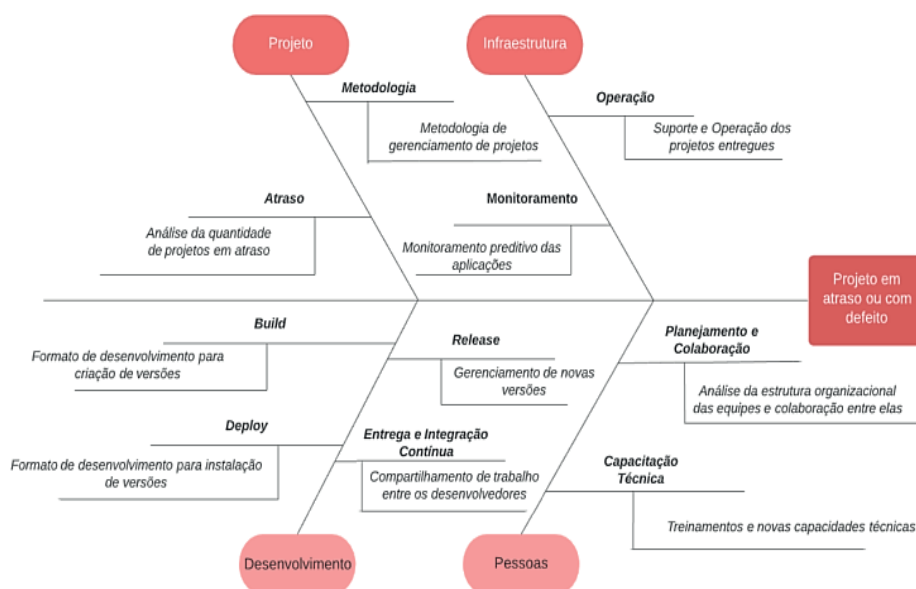 Projeto
Infraestrutura
Metodologia
Metodologia de
gerenciamento de projetos
Operação
Suporte e Operação dos
projetos entregues
Atraso
Análise da quantidade
de projetos em atraso
Monitoramento
Monitoramento preditivo das
aplicações
Projeto em
atraso ou com
defeito
Build
Formato de desenvolvimento para
criação de versões
Release
Gerenciamento de novas
versões
Planejamento e
Colaboração
Análise da estrutura organizacional
das equipes e colaboração entre elas
Deploy
Formato de desenvolvimento para instalação
de versões
Entrega e Integração
Contínua
Compartilhamento de trabalho
entre os desenvolvedores
Capacitação
Técnica
Treinamentos e novas capacidades técnicas
Desenvolvimento
Pessoas